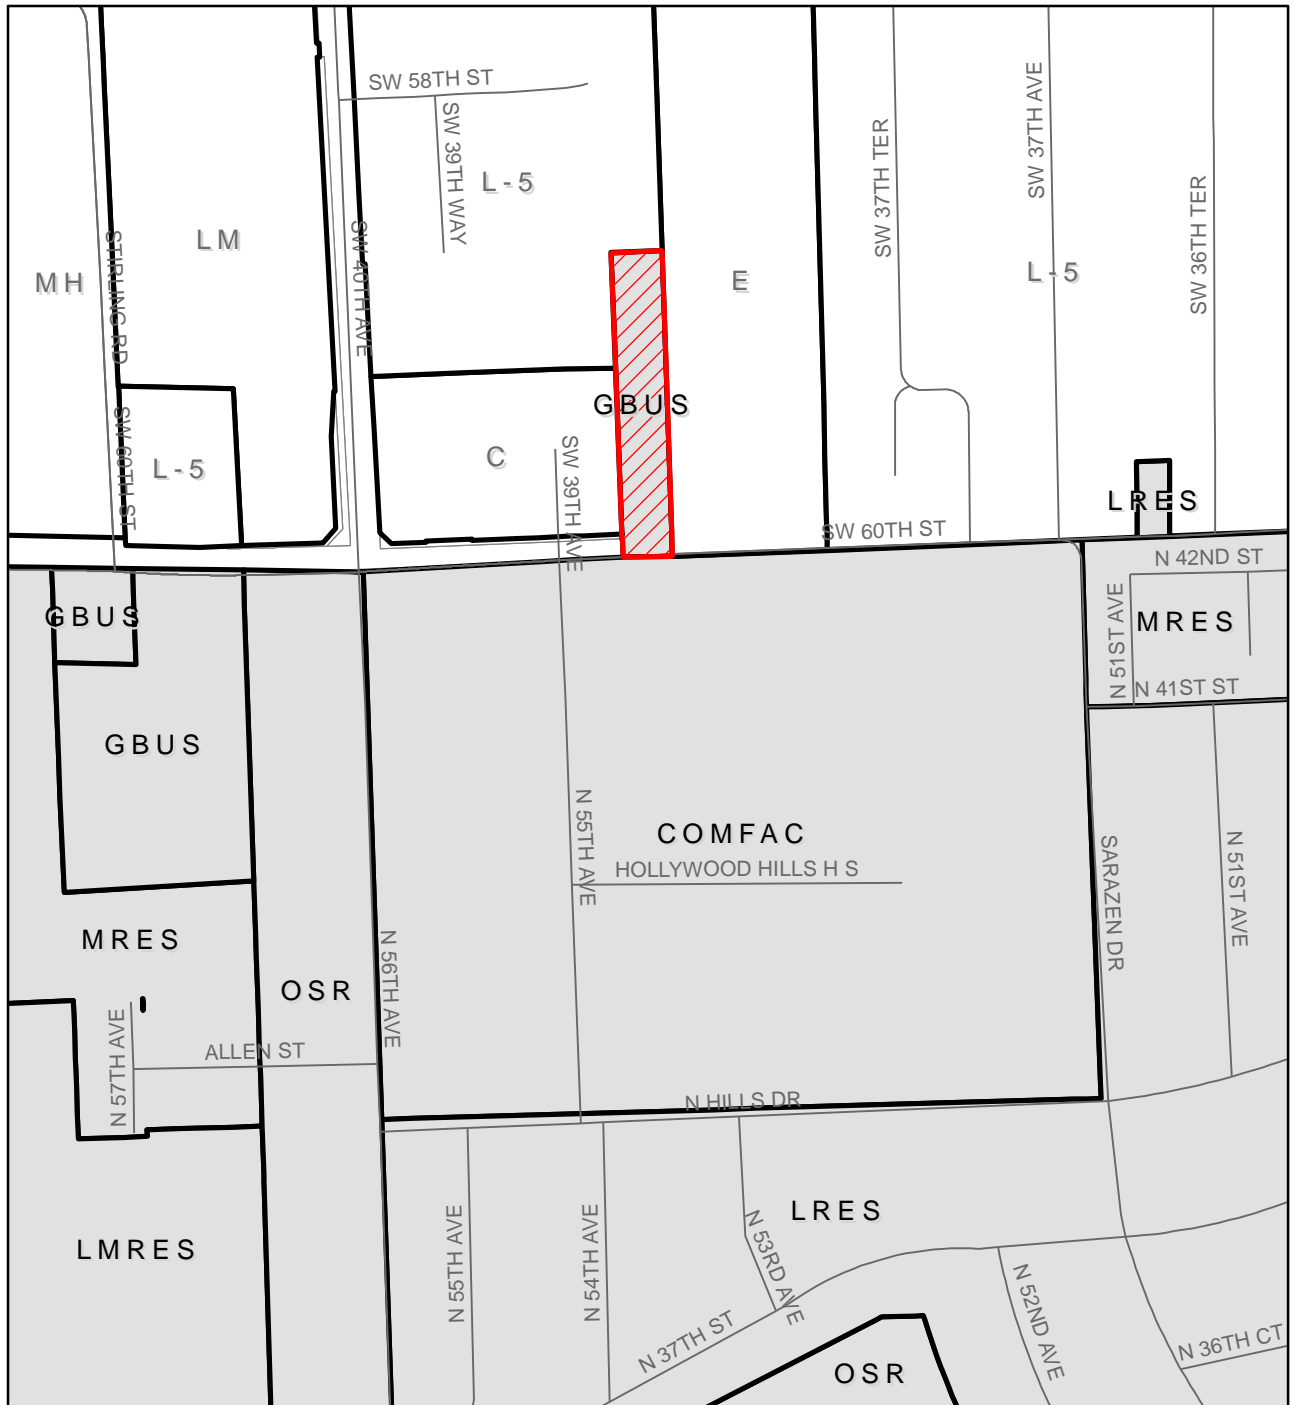 SW 58TH ST
SW 39TH WAY
L-5
SW 37TH TER
SW 37TH AVE
SW 36TH TER
LM
MH
STIRLING RD
SW 40TH AVE
E
L-5
GBUS
C
SW 39TH AVE
L-5
SW 60TH ST
SW 60TH ST
LRES
N 42ND ST
GBUS
N 51ST AVE
MRES
N 41ST ST
GBUS
COMFAC
HOLLYWOOD HILLS H S
N 55TH AVE
SARAZEN DR
N 51ST AVE
MRES
OSR
N 56TH AVE
ALLEN ST
N 57TH AVE
N HILLS DR
LRES
LMRES
N 55TH AVE
N 54TH AVE
N 53RD AVE
N 52ND AVE
N 37TH ST
N 36TH CT
OSR